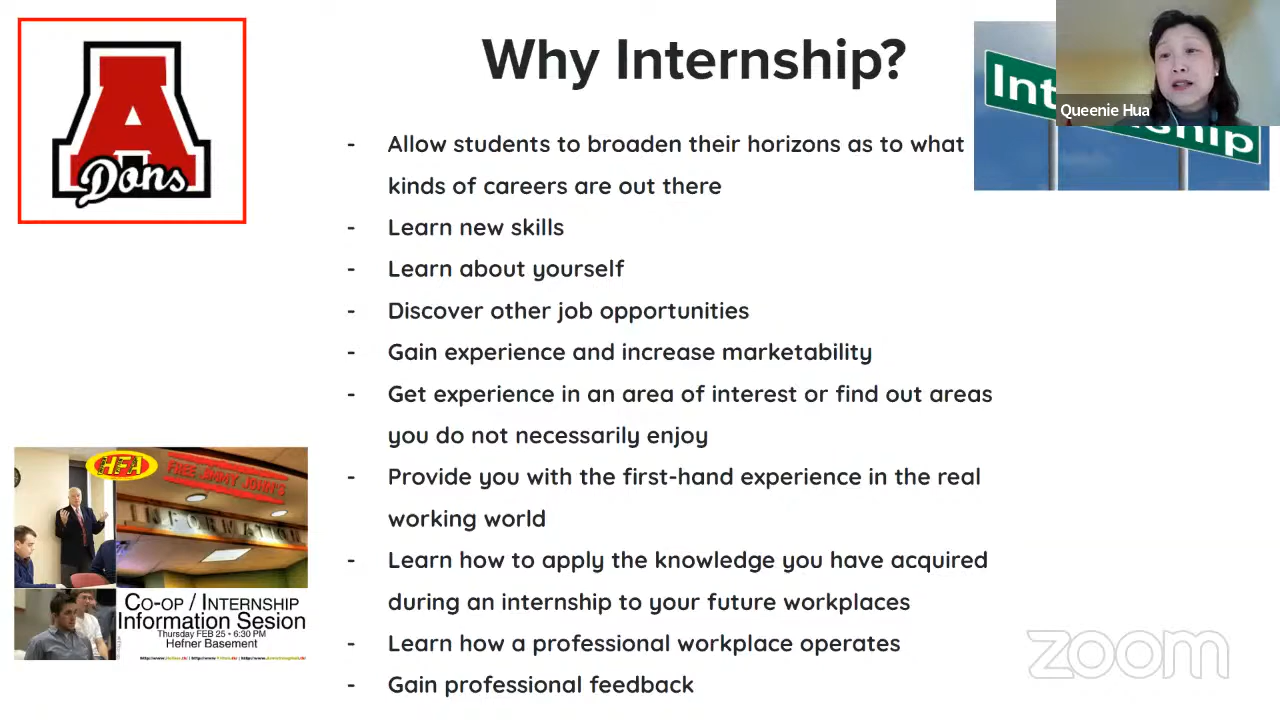 A
Dons
Why Internship?
Int
ship
Queenie Hua
- Allow students to broaden their horizons as to what
kinds of careers are out there
- Learn new skills
- Learn about yourself
- Discover other job opportunities
- Gain experience and increase marketability
- Get experience in an area of interest or find out areas
you do not necessarily enjoy
- Provide you with the first-hand experience in the real
working world
- Learn how to apply the knowledge you have acquired
during an internship to your future workplaces
- Learn how a professional workplace operates
- Gain professional feedback
HFA
FREE JIMMY JOHN'S
INFORMATION
CO-OP / INTERNSHIP
Information Sesion
Thursday FEB 25 • 6:30 PM
Hefner Basement
zoom